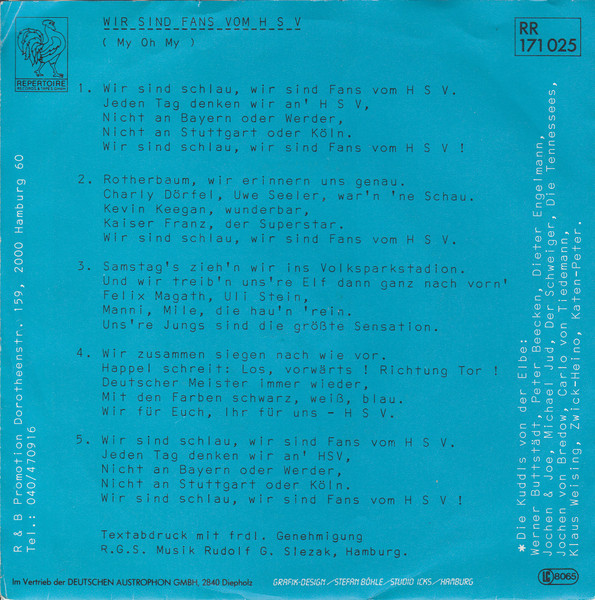 WIR SIND FANS VOM H S V
( My Oh My )
RR
171 025
REPERTOIRE
RECORDS & TAPES GMBH
1. Wir sind schlau, wir sind Fans vom H S V.
Jeden Tag denken wir an' H S V,
Nicht an Bayern oder Werder,
Nicht an Stuttgart oder Köln.
Wir sind schlau, wir sind Fans vom H S V !
2. Rotherbaum, wir erinnern uns genau.
Charly Dörfel, Uwe Seeler, war'n 'ne Schau.
Kevin Keegan, wunderbar,
Kaiser Franz, der Superstar.
Wir sind schlau, wir sind Fans vom H S V.
3. Samstag's zieh'n wir ins Volksparkstadion.
Und wir treib'n uns're Elf dann ganz nach vorn'
Felix Magath, Uli Stein,
Manni, Mile, die hau'n 'rein.
Uns're Jungs sind die größte Sensation.
4. Wir zusammen siegen nach wie vor.
Happel schreit: Los, vorwärts ! Richtung Tor !
Deutscher Meister immer wieder,
Mit den Farben schwarz, weiß, blau.
Wir für Euch, Ihr für uns - H S V.
5. Wir sind schlau, wir sind Fans vom H S V.
Jeden Tag denken wir an' HSV,
Nicht an Bayern oder Werder,
Nicht an Stuttgart oder Köln.
Wir sind schlau, wir sind Fans vom H S V !
Textabdruck mit frdl. Genehmigung
R.G.S. Musik Rudolf G. Slezak, Hamburg.
R & B Promotion Dorotheenstr. 159, 2000 Hamburg 60
Tel.: 040/470916
*Die Kuddls von der Elbe:
Werner Buttstädt, Peter Beecken, Dieter Engelmann,
Jochen & Joe, Michael Jud, Der Schweiger, Die Tennessees,
Jochen von Bredow, Carlo von Tiedemann,
Klaus Weising, Zwick-Heino, Katen-Peter.
Im Vertrieb der DEUTSCHEN AUSTROPHON GMBH, 2840 Diepholz
GRAFIK-DESIGN / STEFAN BÖHLE / STUDIO ICKS / HAMBURG
LC 8065